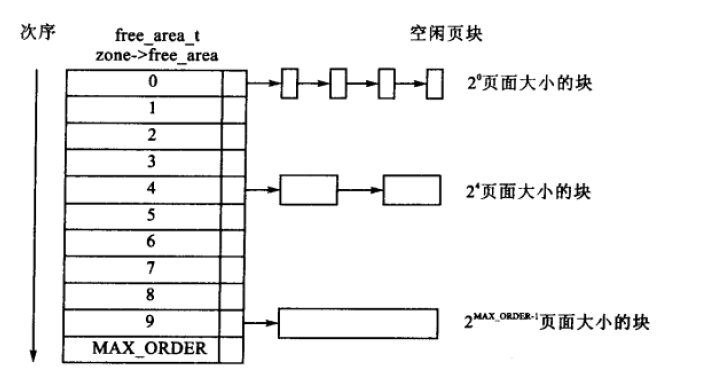 次序
free_area_t
zone->free_area
空闲页块
0
2⁰页面大小的块
1
2
3
4
2⁴页面大小的块
5
6
7
8
9
2^MAX_ORDER-1页面大小的块
MAX_ORDER